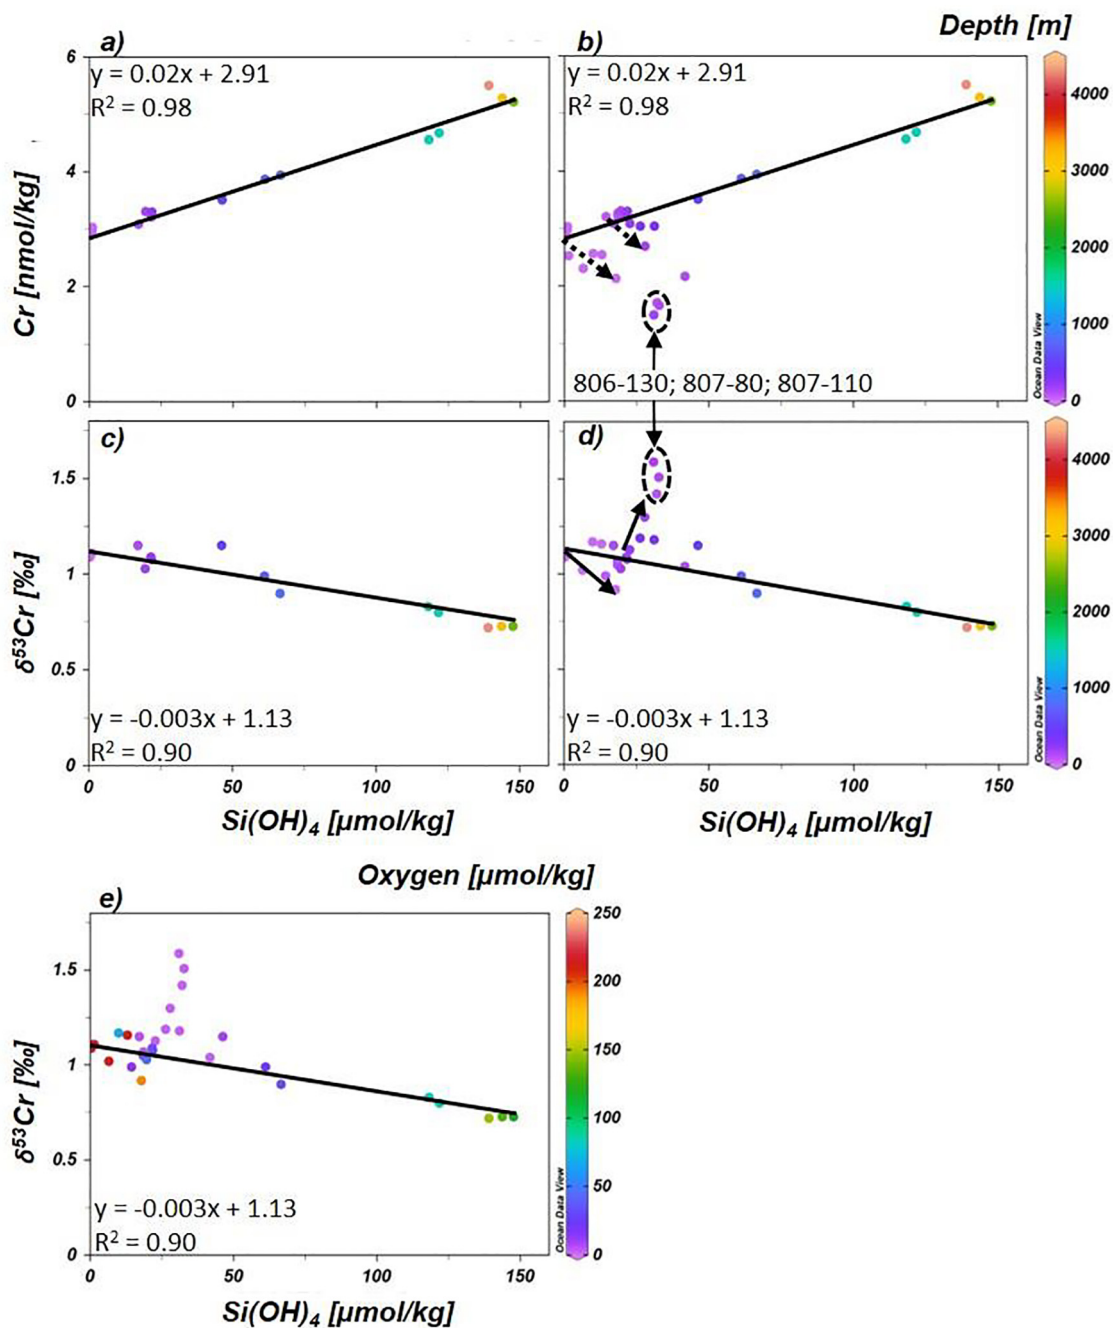 Depth [m]
a)
b)
y = 0.02x + 2.91
R² = 0.98
y = 0.02x + 2.91
R² = 0.98
6
4
2
0
Cr [nmol/kg]
806-130; 807-80; 807-110
4000
3000
2000
1000
0
Ocean Data View
c)
d)
1.5
1
0.5
0
δ⁵³Cr [‰]
y = -0.003x + 1.13
R² = 0.90
y = -0.003x + 1.13
R² = 0.90
4000
3000
2000
1000
0
Ocean Data View
0 50 100 150
0 50 100 150
Si(OH)₄ [µmol/kg]
Si(OH)₄ [µmol/kg]
Oxygen [µmol/kg]
e)
1.5
1
0.5
0
δ⁵³Cr [‰]
y = -0.003x + 1.13
R² = 0.90
250
200
150
100
50
0
Ocean Data View
0 50 100 150
Si(OH)₄ [µmol/kg]